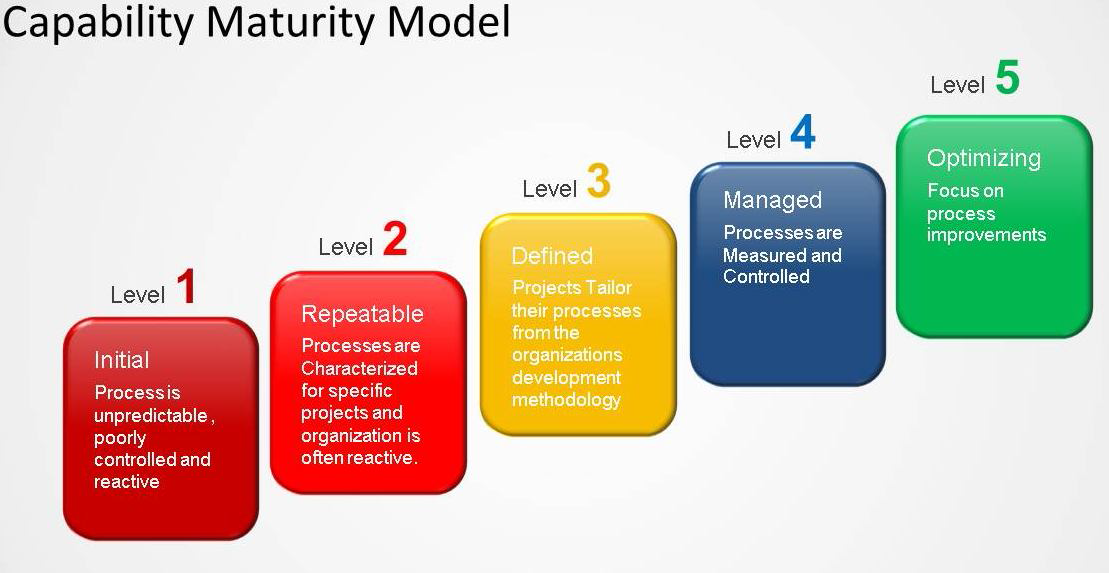 Capability Maturity Model
Level 1
Initial
Process is
unpredictable,
poorly
controlled and
reactive
Level 2
Repeatable
Processes are
Characterized
for specific
projects and
organization is
often reactive.
Level 3
Defined
Projects Tailor
their processes
from the
organizations
development
methodology
Level 4
Managed
Processes are
Measured and
Controlled
Level 5
Optimizing
Focus on
process
improvements